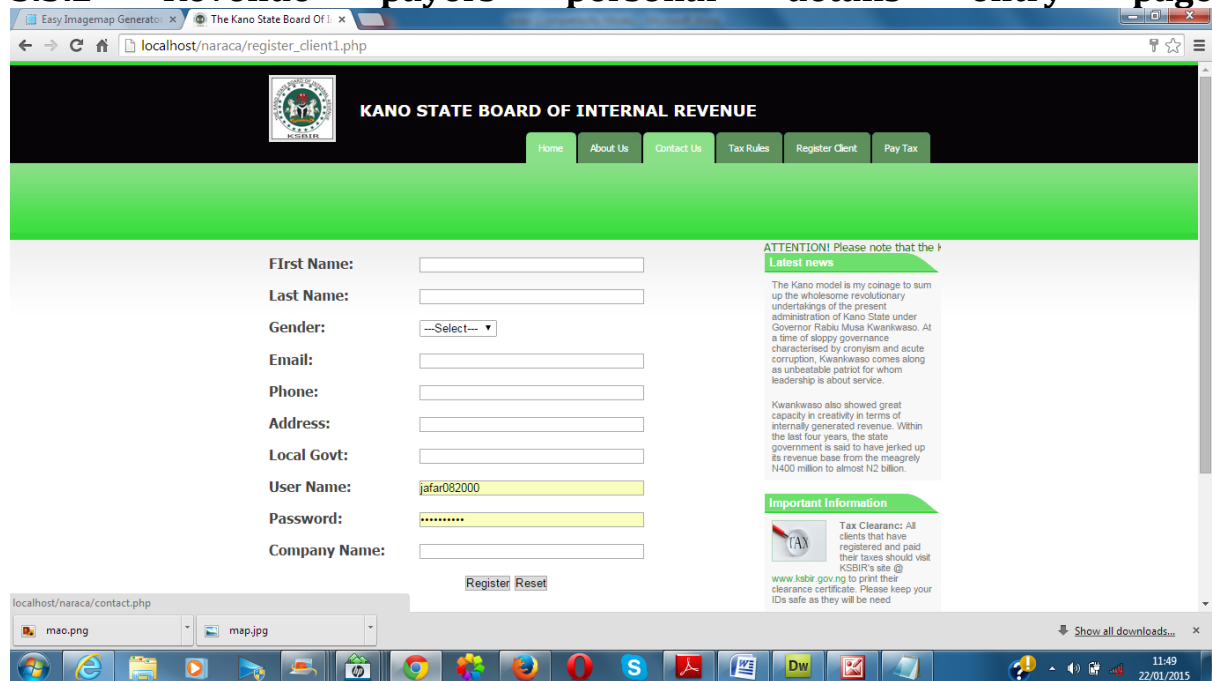 Revenue payers personal details entry page
Easy Imagemap Generator
The Kano State Board Of I
localhost/naraca/register_client1.php
KSBIR
KANO STATE BOARD OF INTERNAL REVENUE
Home
About Us
Contact Us
Tax Rules
Register Client
Pay Tax
ATTENTION! Please note that the K
FIrst Name:
Last Name:
Gender:
---Select---
Email:
Phone:
Address:
Local Govt:
User Name:
jafar082000
Password:
••••••••••
Company Name:
Register Reset
Latest news
The Kano model is my coinage to sum
up the wholesome revolutionary
undertakings of the present
administration of Kano State under
Governor Rabiu Musa Kwankwaso. At
a time of sloppy governance
characterised by cronyism and acute
corruption, Kwankwaso comes along
as unbeatable patriot for whom
leadership is about service.
Kwankwaso also showed great
capacity in creativity in terms of
internally generated revenue. Within
the last four years, the state
government is said to have jerked up
its revenue base from the meagrely
N400 million to almost N2 billion.
Important Information
TAX
Tax Clearanc: All
clients that have
registered and paid
their taxes should visit
KSBIR's site @
www.ksbir.gov.ng to print their
clearance certificate. Please keep your
IDs safe as they will be need
localhost/naraca/contact.php
mao.png
map.jpg
Show all downloads...
Dw
11:49
22/01/2015